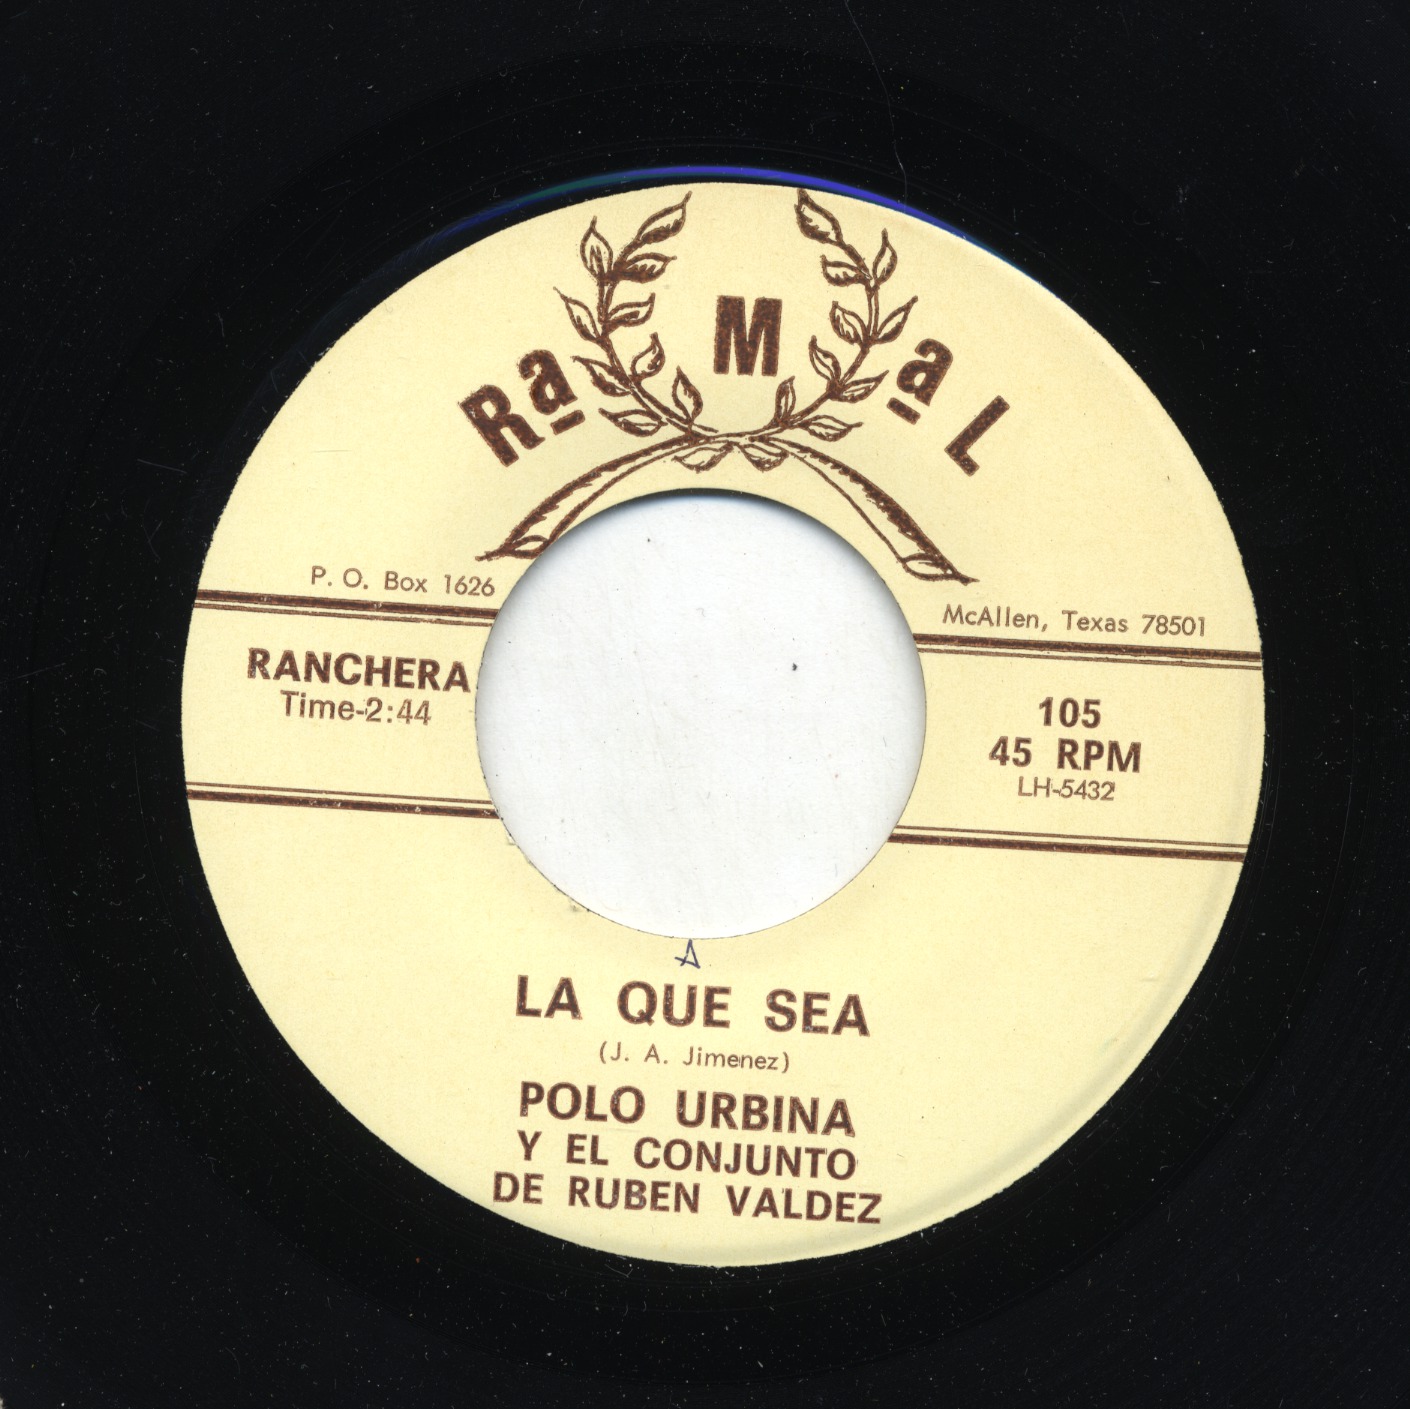 Ra M aL
P. O. Box 1626
McAllen, Texas 78501
RANCHERA
Time-2:44
105
45 RPM
LH-5432
A
LA QUE SEA
(J. A. Jimenez)
POLO URBINA
Y EL CONJUNTO
DE RUBEN VALDEZ